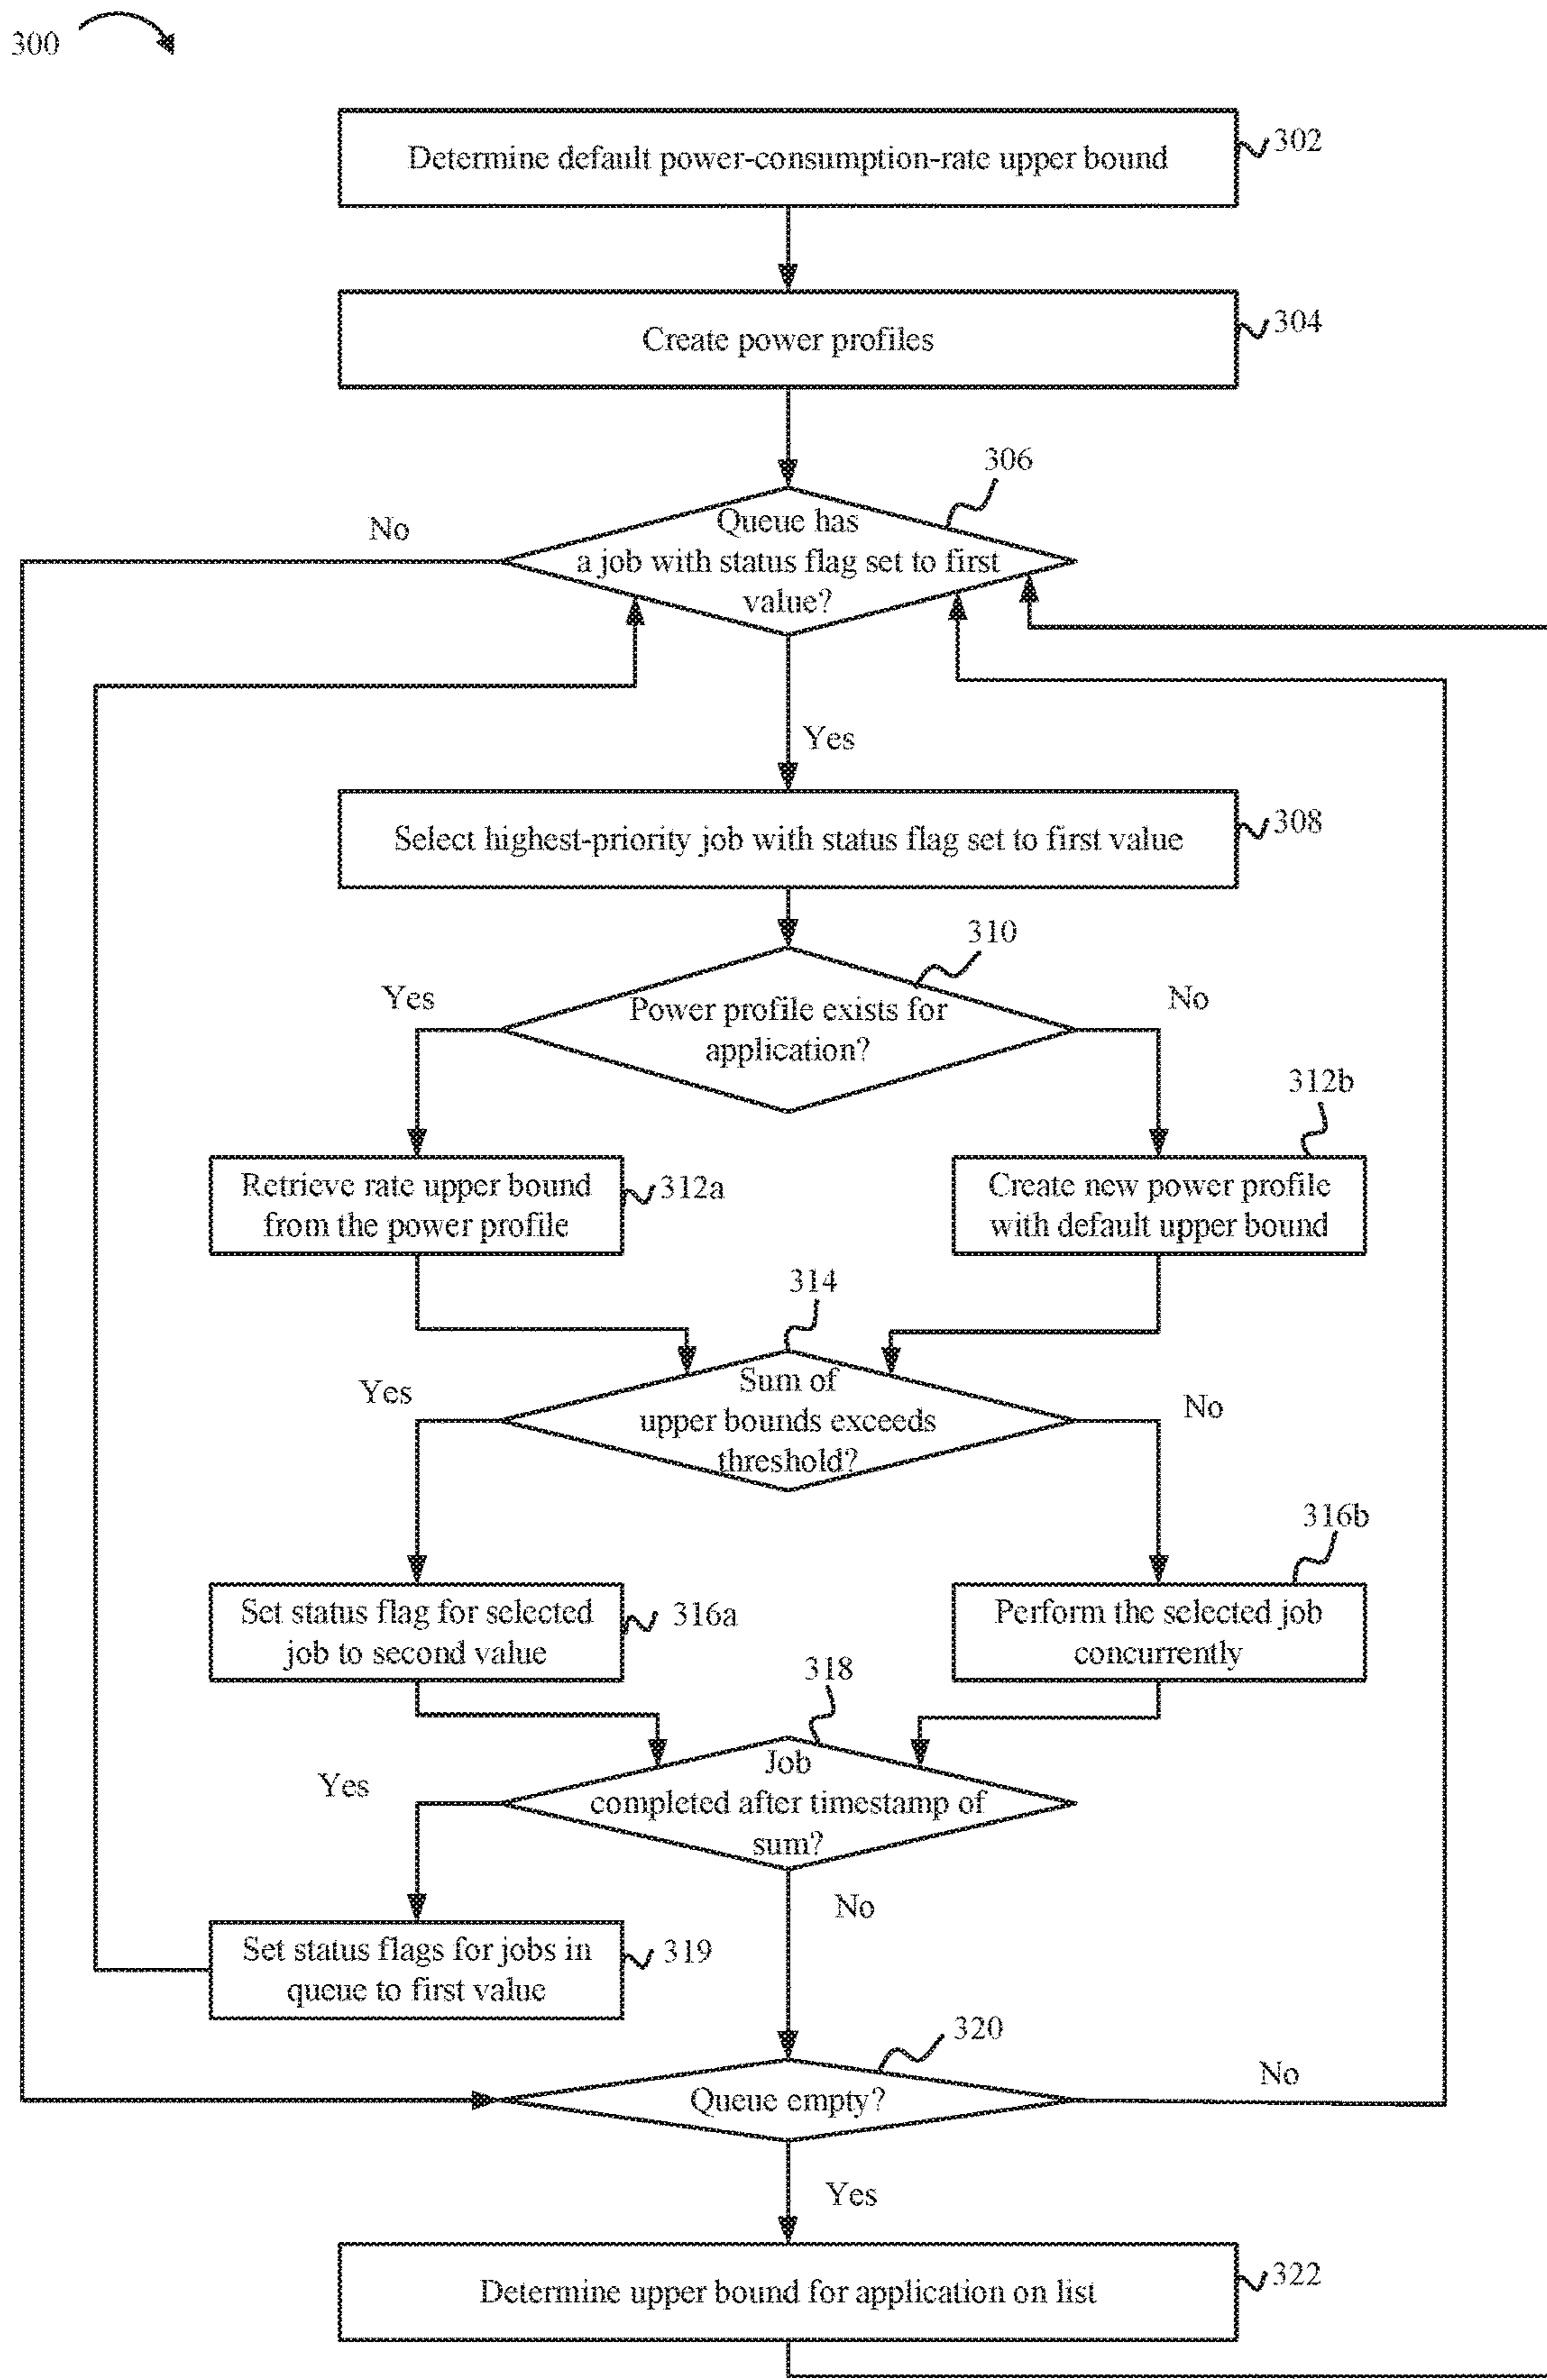 300
Determine default power-consumption-rate upper bound
302
Create power profiles
304
306
No
Queue has
a job with status flag set to first
value?
Yes
Select highest-priority job with status flag set to first value
308
310
Yes
No
Power profile exists for
application?
312b
Retrieve rate upper bound
from the power profile
312a
Create new power profile
with default upper bound
314
Yes
No
Sum of
upper bounds exceeds
threshold?
316b
Set status flag for selected
job to second value
316a
Perform the selected job
concurrently
318
Yes
Job
completed after timestamp of
sum?
No
Set status flags for jobs in
queue to first value
319
320
Queue empty?
No
Yes
Determine upper bound for application on list
322